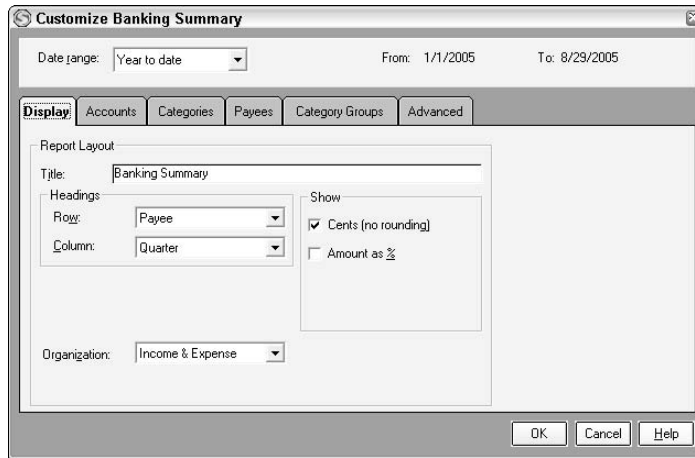 Customize Banking Summary
Date range: Year to date From: 1/1/2005 To: 8/29/2005
Display Accounts Categories Payees Category Groups Advanced
Report Layout
Title: Banking Summary
Headings
Row: Payee
Column: Quarter
Show
Cents (no rounding)
Amount as %
Organization: Income & Expense
OK Cancel Help